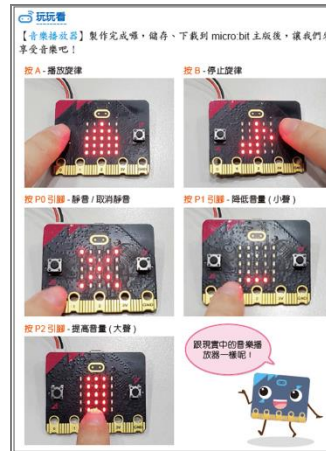 玩玩看
【音樂播放器】製作完成囉,儲存、下載到 micro:bit 主版後,讓我們
享受音樂吧!
按 A - 播放旋律
按 B - 停止旋律
按 P0 引腳 - 靜音 / 取消靜音
按 P1 引腳 - 降低音量 ( 小聲 )
按 P2 引腳 - 提高音量 ( 大聲 )
跟現實中的音樂播
放器一樣呢!